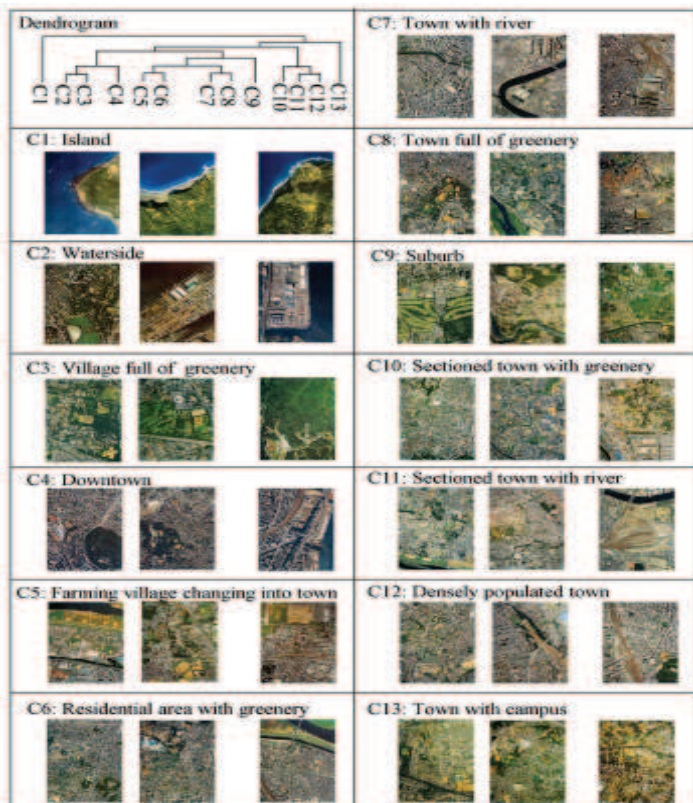 Dendrogram
C1
C2
C3
C4
C5
C6
C7
C8
C9
C10
C11
C12
C13
C1: Island
C2: Waterside
C3: Village full of greenery
C4: Downtown
C5: Farming village changing into town
C6: Residential area with greenery
C7: Town with river
C8: Town full of greenery
C9: Suburb
C10: Sectioned town with greenery
C11: Sectioned town with river
C12: Densely populated town
C13: Town with campus